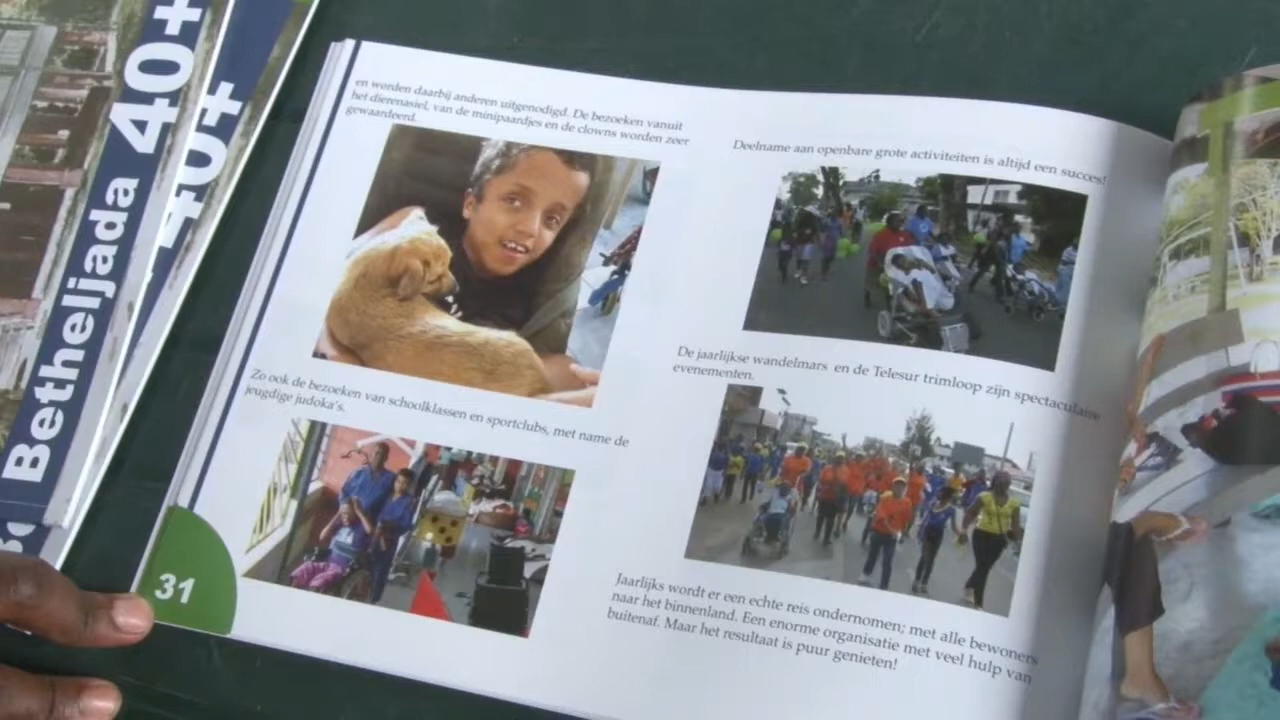 Betheljada 40+
40+
en worden daarbij anderen uitgenodigd. De bezoeken vanuit
het dierenasiel, van de minipaardjes en de clowns worden zeer
gewaardeerd.
Zo ook de bezoeken van schoolklassen en sportclubs, met name de
jeugdige judoka's.
31
Deelname aan openbare grote activiteiten is altijd een succes!
De jaarlijkse wandelmars en de Telesur trimloop zijn spectaculaire
evenementen.
Jaarlijks wordt er een echte reis ondernomen; met alle bewoners
naar het binnenland. Een enorme organisatie met veel hulp van
buitenaf. Maar het resultaat is puur genieten!